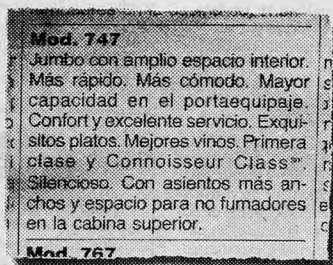 Mod. 747
Jumbo con amplio espacio interior.
Más rápido. Más cómodo. Mayor
capacidad en el portaequipaje.
Confort y excelente servicio. Exqui-
sitos platos. Mejores vinos. Primera
clase y Connoisseur Class℠.
Silencioso. Con asientos más an-
chos y espacio para no fumadores
en la cabina superior.
Mod. 767